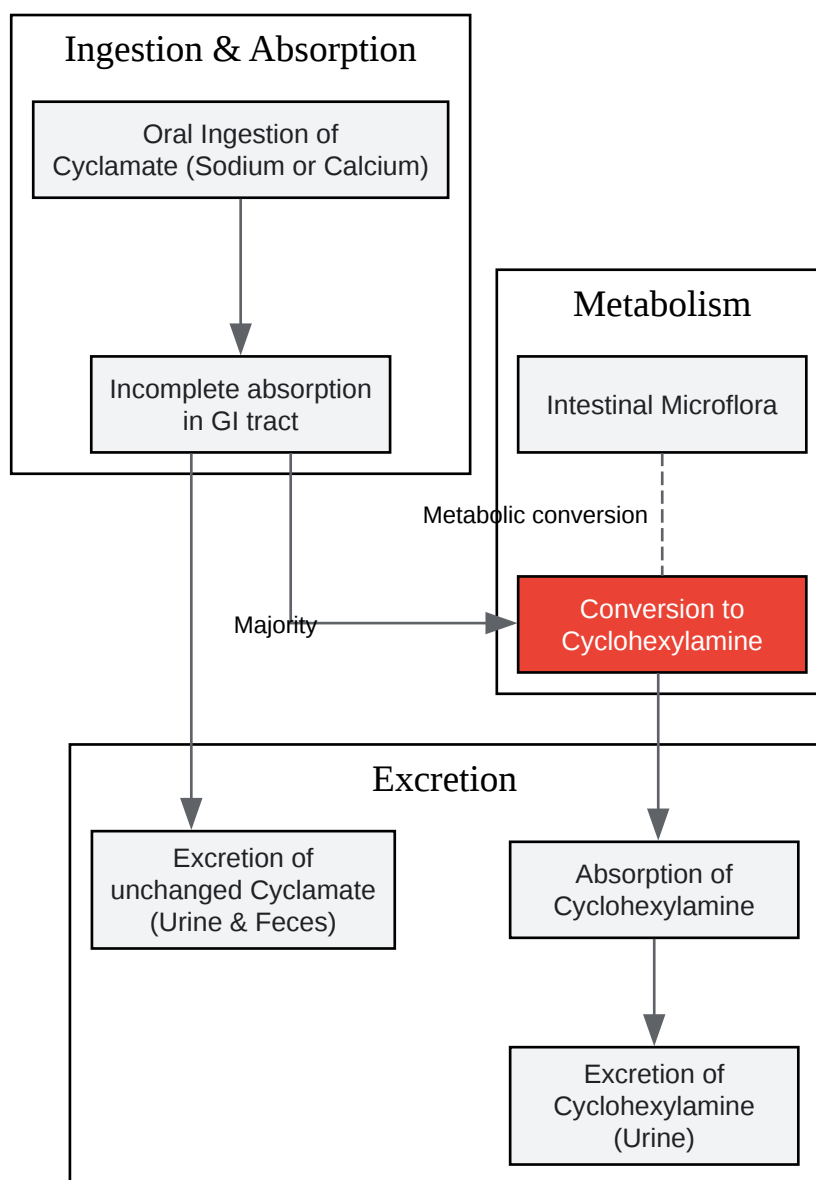 Ingestion & Absorption
Oral Ingestion of
Cyclamate (Sodium or Calcium)
Incomplete absorption
in GI tract
Metabolism
Intestinal Microflora
Metabolic conversion
Majority
Conversion to
Cyclohexylamine
Excretion
Excretion of
unchanged Cyclamate
(Urine & Feces)
Absorption of
Cyclohexylamine
Excretion of
Cyclohexylamine
(Urine)